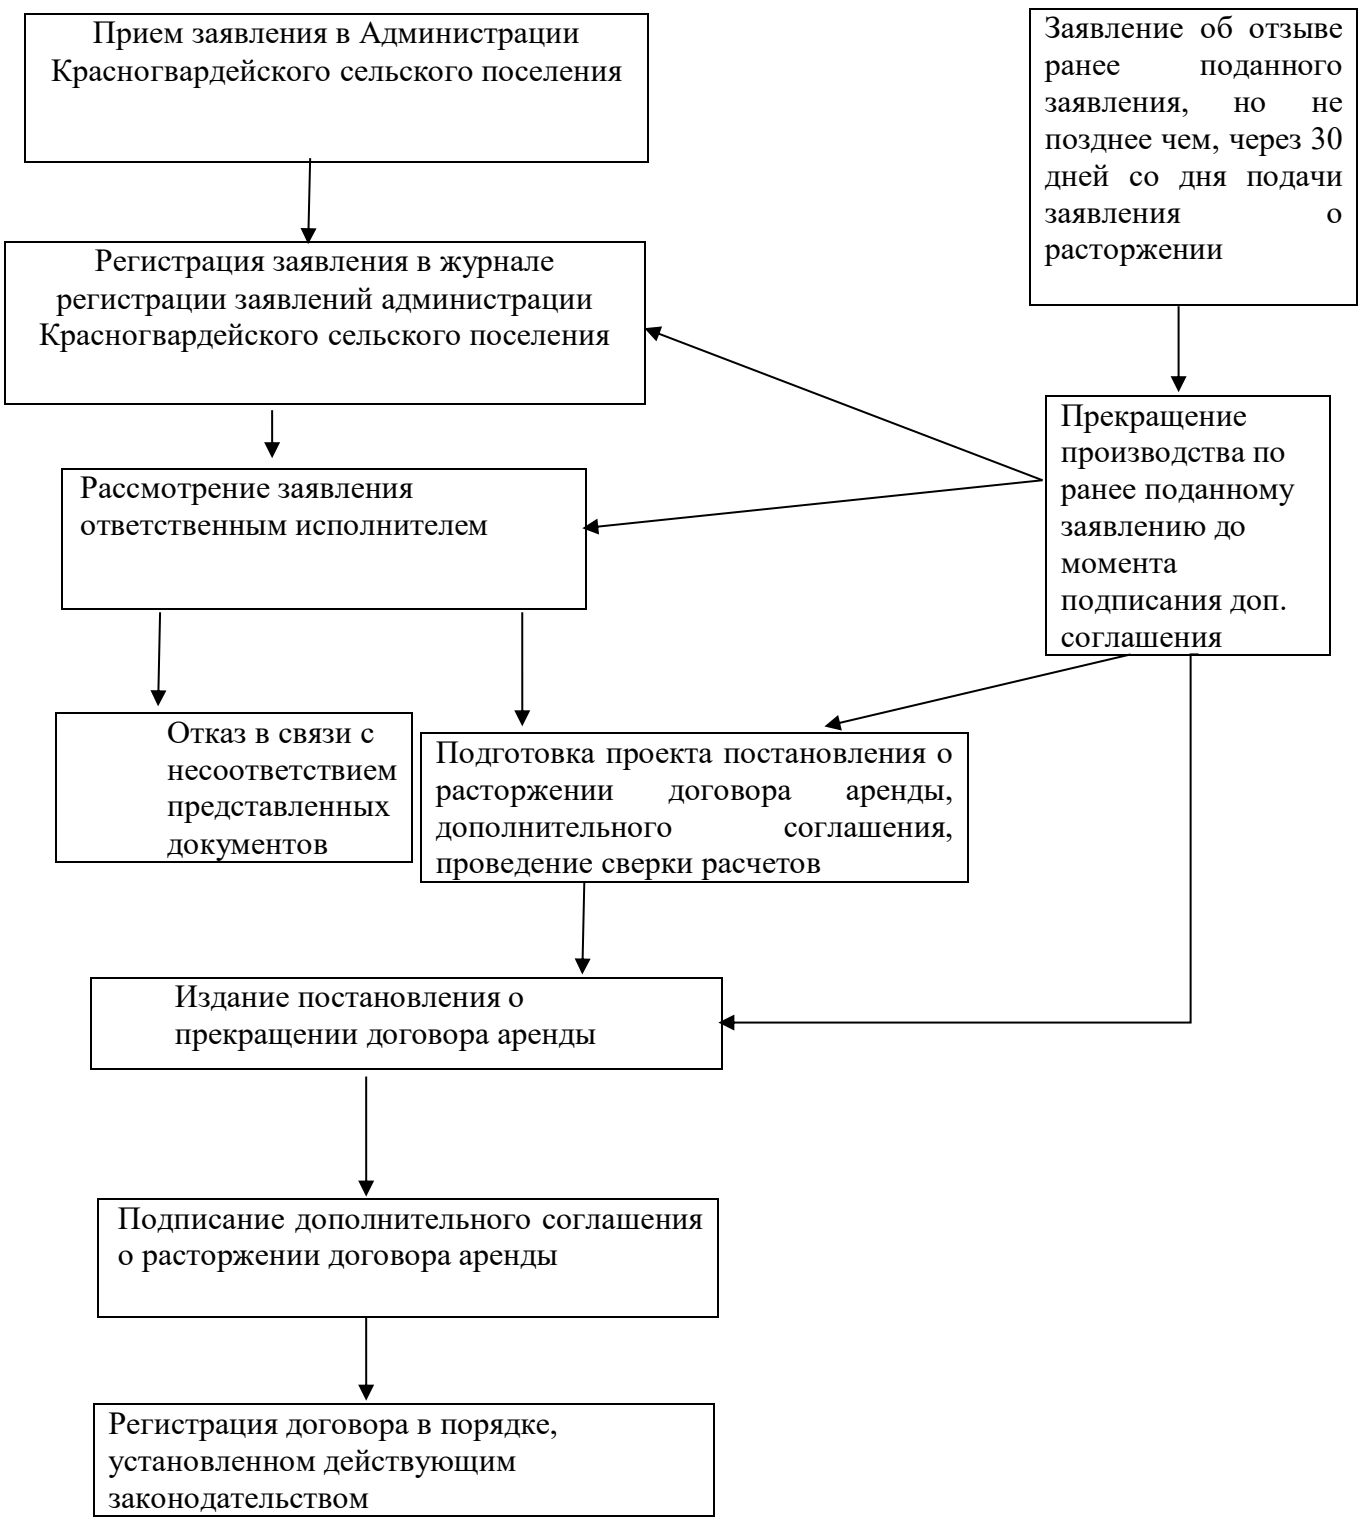 Прием заявления в Администрации
Красногвардейского сельского поселения
Заявление об отзыве
ранее поданного
заявления, но не
позднее чем, через 30
дней со дня подачи
заявления о
расторжении
Регистрация заявления в журнале
регистрации заявлений администрации
Красногвардейского сельского поселения
Прекращение
производства по
ранее поданному
заявлению до
момента
подписания доп.
соглашения
Рассмотрение заявления
ответственным исполнителем
Отказ в связи с
несоответствием
представленных
документов
Подготовка проекта постановления о
расторжении договора аренды,
дополнительного соглашения,
проведение сверки расчетов
Издание постановления о
прекращении договора аренды
Подписание дополнительного соглашения
о расторжении договора аренды
Регистрация договора в порядке,
установленном действующим
законодательством